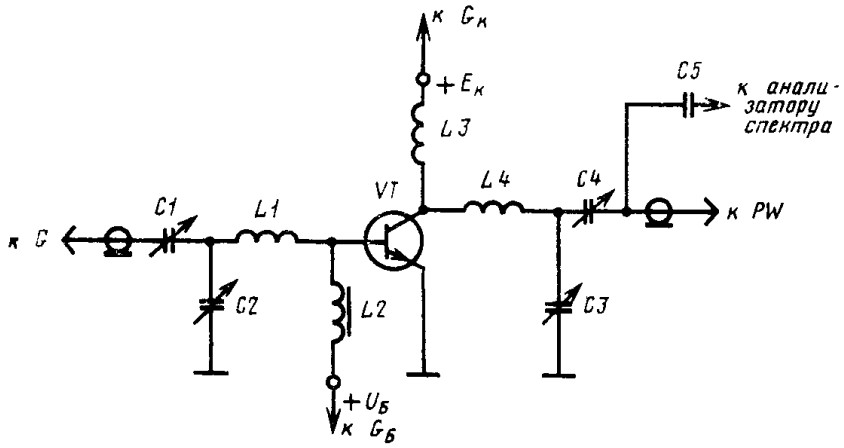 к Gк
+ Eк
C5
к анали-
затору
спектра
L3
VT
L4
C4
C1
L1
к G
к PW
C2
L2
C3
+ UБ
к GБ